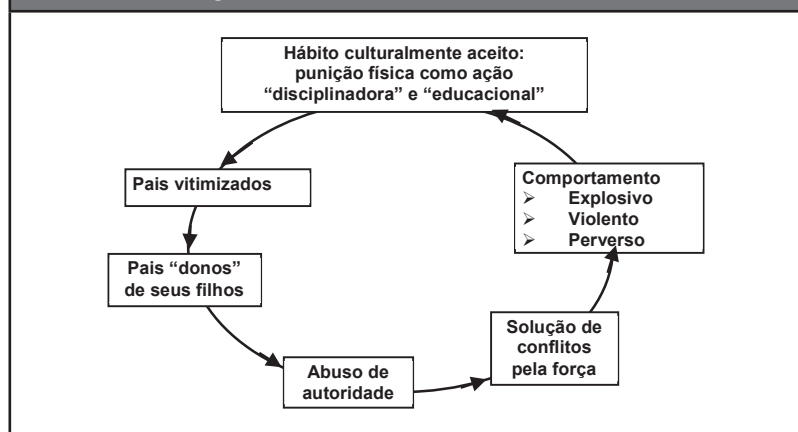 Hábito culturalmente aceito:
punição física como ação
“disciplinadora” e “educacional”
Pais vitimizados
Comportamento
➢ Explosivo
➢ Violento
➢ Perverso
Pais “donos”
de seus filhos
Solução de
conflitos
pela força
Abuso de
autoridade